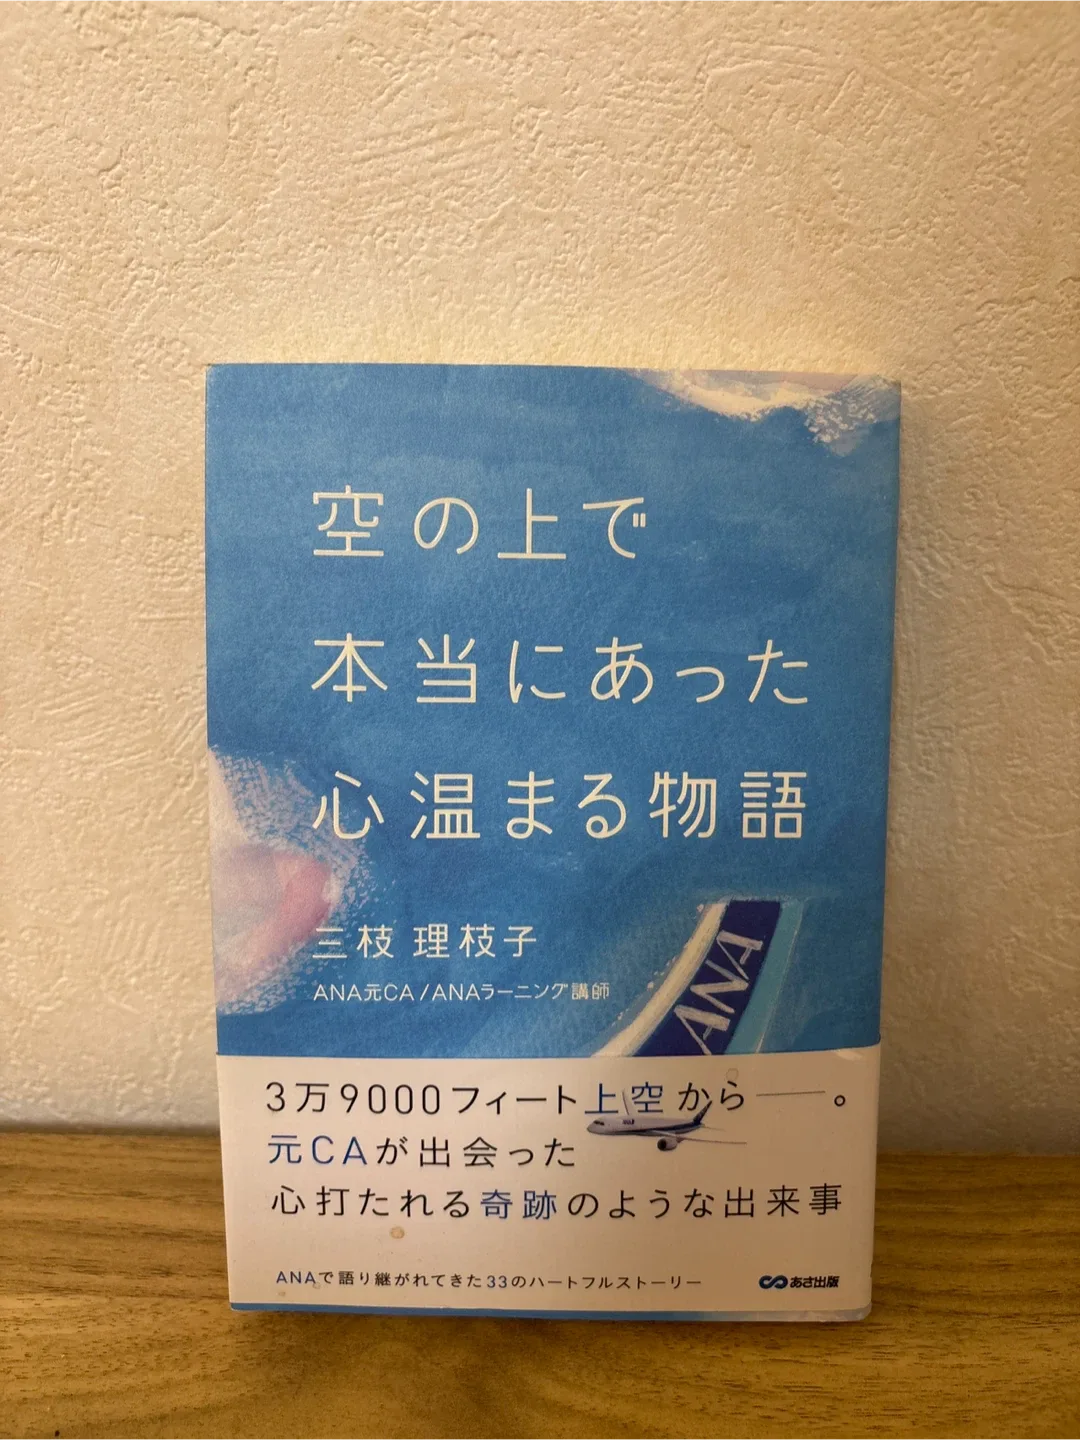 空の上で
本当にあった
心温まる物語
三枝 理枝子
ANA元CA/ANAラーニング講師
ANA
3万9000フィート上空から──。
元CAが出会った
心打たれる奇跡のような出来事
ANAで語り継がれてきた33のハートフルストーリー
あさ出版